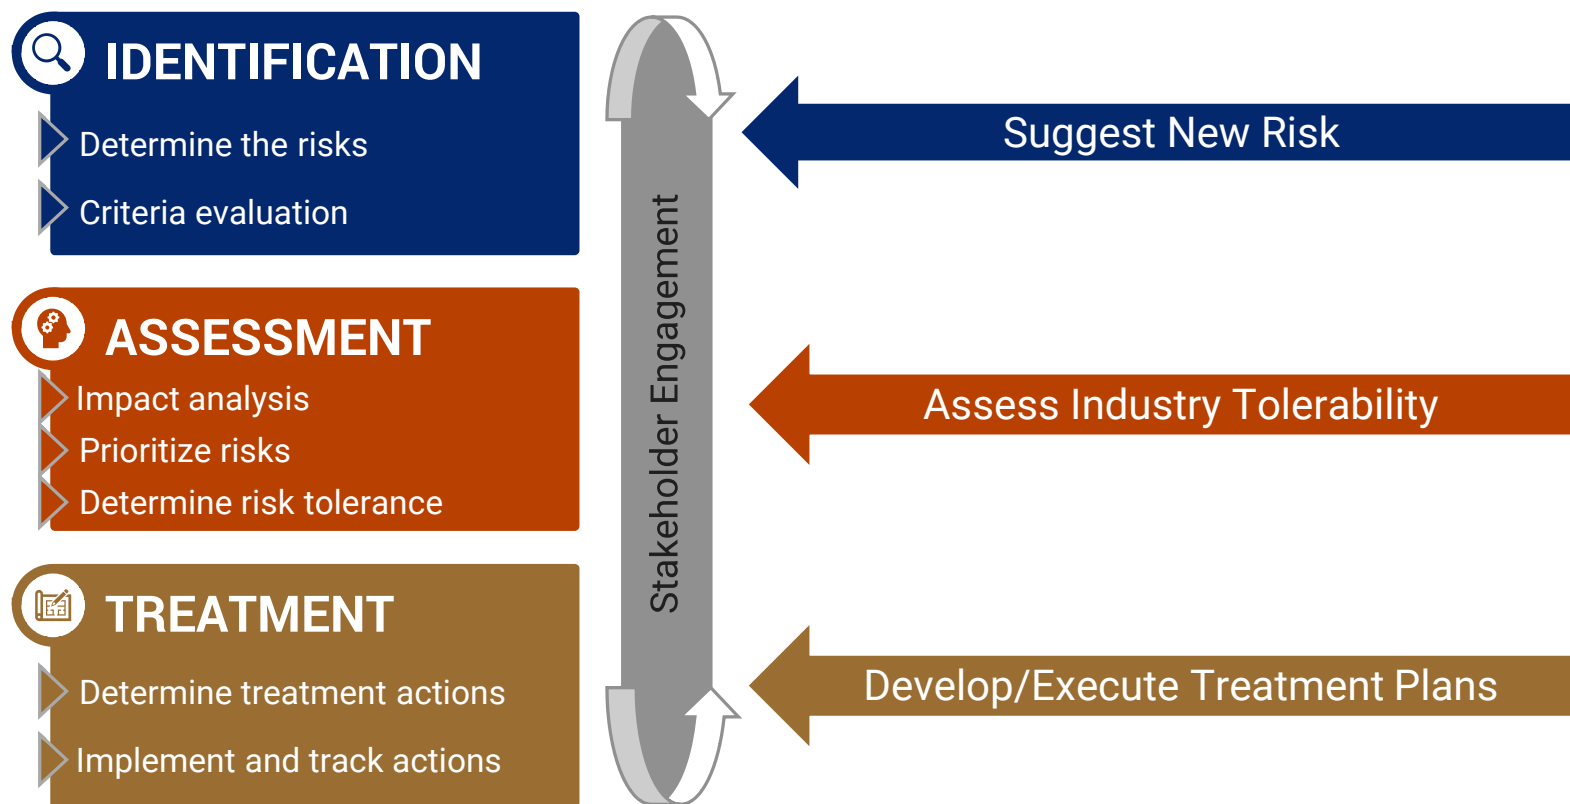 IDENTIFICATION
Determine the risks
Criteria evaluation
ASSESSMENT
Impact analysis
Prioritize risks
Determine risk tolerance
TREATMENT
Determine treatment actions
Implement and track actions
Stakeholder Engagement
Suggest New Risk
Assess Industry Tolerability
Develop/Execute Treatment Plans